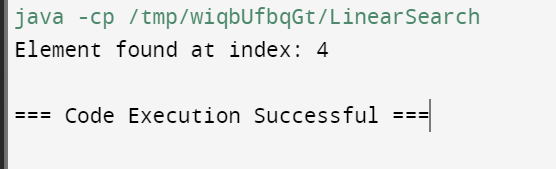 java -cp /tmp/wiqbUfbqGt/LinearSearch
Element found at index: 4
=== Code Execution Successful ===